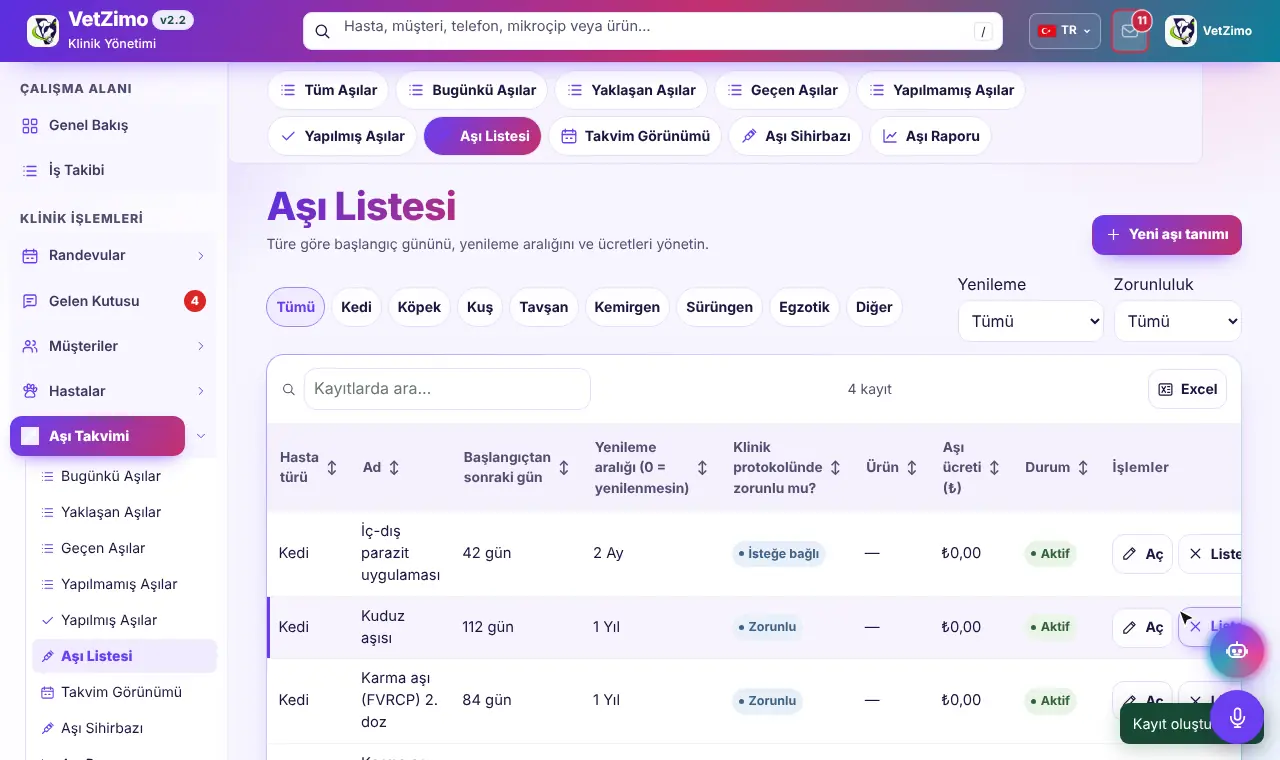 VetZimo v2.2
Klinik Yönetimi
Hasta, müşteri, telefon, mikroçip veya ürün...
/
TR
11
VetZimo
ÇALIŞMA ALANI
Genel Bakış
İş Takibi
KLİNİK İŞLEMLERİ
Randevular
Gelen Kutusu
4
Müşteriler
Hastalar
Aşı Takvimi
Bugünkü Aşılar
Yaklaşan Aşılar
Geçen Aşılar
Yapılmamış Aşılar
Yapılmış Aşılar
Aşı Listesi
Takvim Görünümü
Aşı Sihirbazı
Tüm Aşılar
Bugünkü Aşılar
Yaklaşan Aşılar
Geçen Aşılar
Yapılmamış Aşılar
Yapılmış Aşılar
Aşı Listesi
Takvim Görünümü
Aşı Sihirbazı
Aşı Raporu
Aşı Listesi
Türe göre başlangıç gününü, yenileme aralığını ve ücretleri yönetin.
+ Yeni aşı tanımı
Tümü
Kedi
Köpek
Kuş
Tavşan
Kemirgen
Sürüngen
Egzotik
Diğer
Yenileme
Tümü
Zorunluluk
Tümü
Kayıtlarda ara...
4 kayıt
Excel
Hasta türü
Ad
Başlangıçtan sonraki gün
Yenileme aralığı (0 = yenilenmesin)
Klinik protokolünde zorunlu mu?
Ürün
Aşı ücreti (₺)
Durum
İşlemler
Kedi
İç-dış parazit uygulaması
42 gün
2 Ay
İsteğe bağlı
—
₺0,00
Aktif
Aç
Liste
Kedi
Kuduz aşısı
112 gün
1 Yıl
Zorunlu
—
₺0,00
Aktif
Aç
Kedi
Karma aşı (FVRCP) 2. doz
84 gün
1 Yıl
Zorunlu
—
₺0,00
Aktif
Aç
Kayıt oluştu